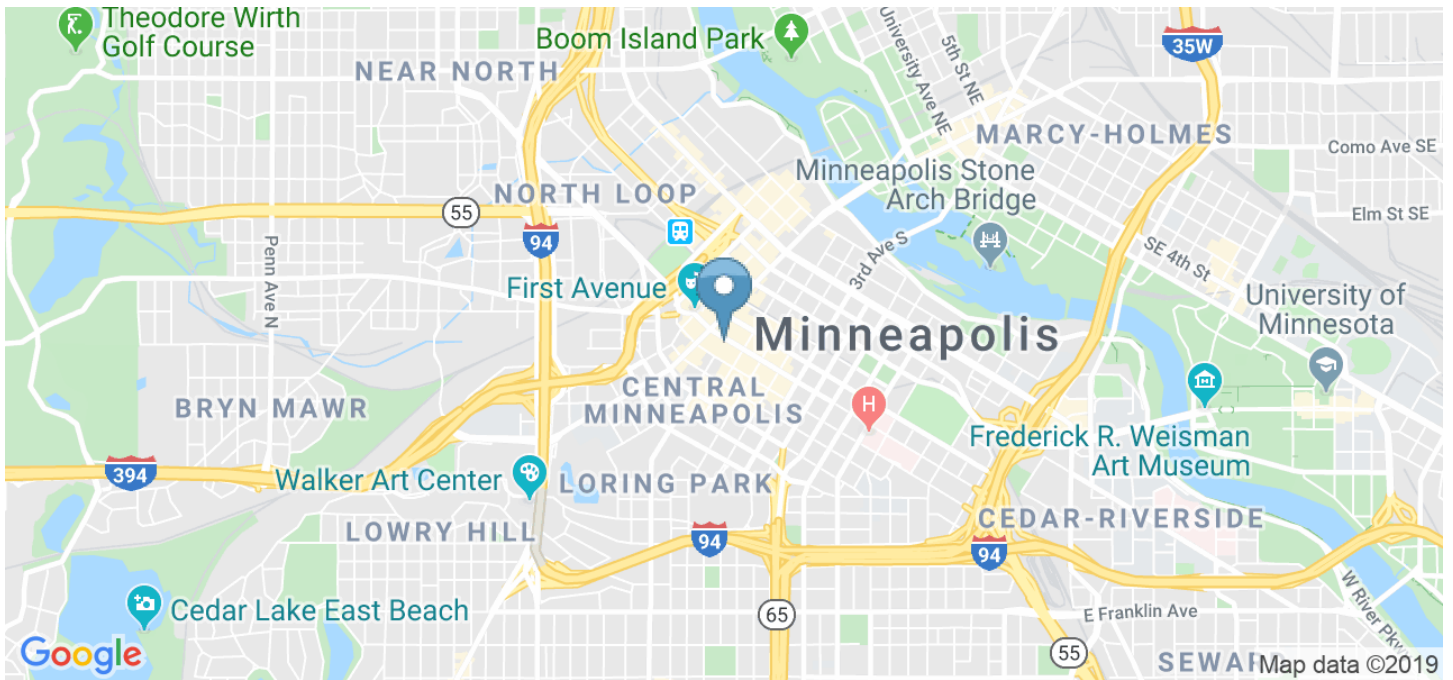 Theodore Wirth
Golf Course
Boom Island Park
University Ave NE
5th St NE
35W
NEAR NORTH
MARCY-HOLMES
Como Ave SE
Minneapolis Stone
Arch Bridge
NORTH LOOP
55
Elm St SE
94
Penn Ave N
3rd Ave S
SE 4th St
First Avenue
University of
Minnesota
Minneapolis
CENTRAL
MINNEAPOLIS
BRYN MAWR
H
Frederick R. Weisman
Art Museum
394
Walker Art Center
LORING PARK
LOWRY HILL
94
CEDAR-RIVERSIDE
94
W River Pkwy
Cedar Lake East Beach
65
E Franklin Ave
55
Google
SEWARD
Map data ©2019